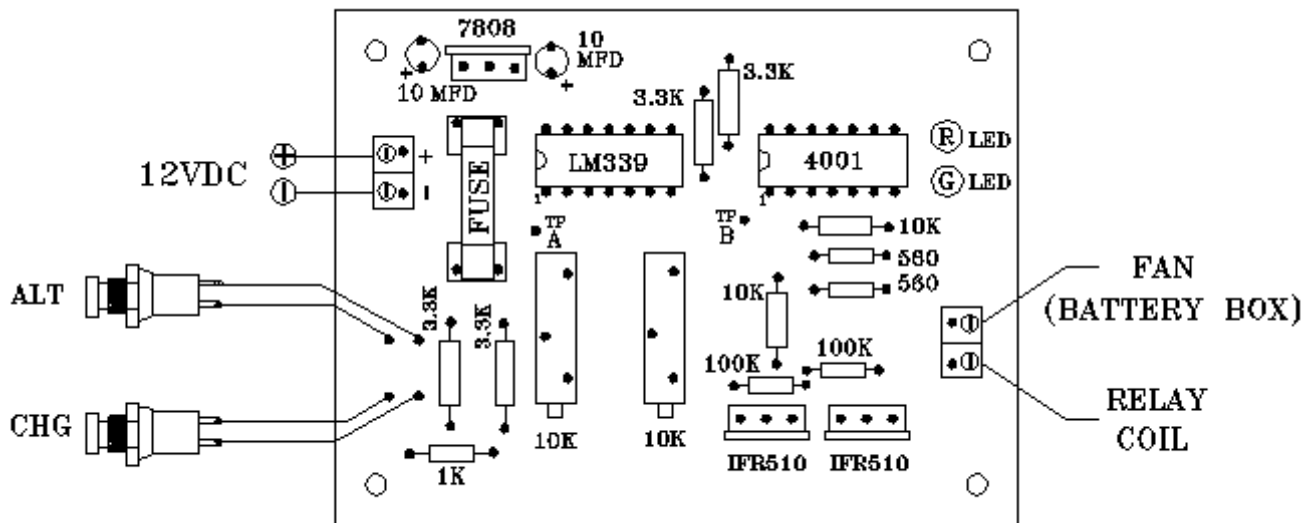 7808
10
MFD
10 MFD
+
+
3.3K
3.3K
12VDC
+
−
+
−
FUSE
LM339
1
4001
1
R LED
G LED
TP
A
TP
B
10K
560
560
10K
ALT
3.3K
3.3K
100K
100K
FAN
(BATTERY BOX)
RELAY
COIL
CHG
1K
10K
10K
IFR510
IFR510